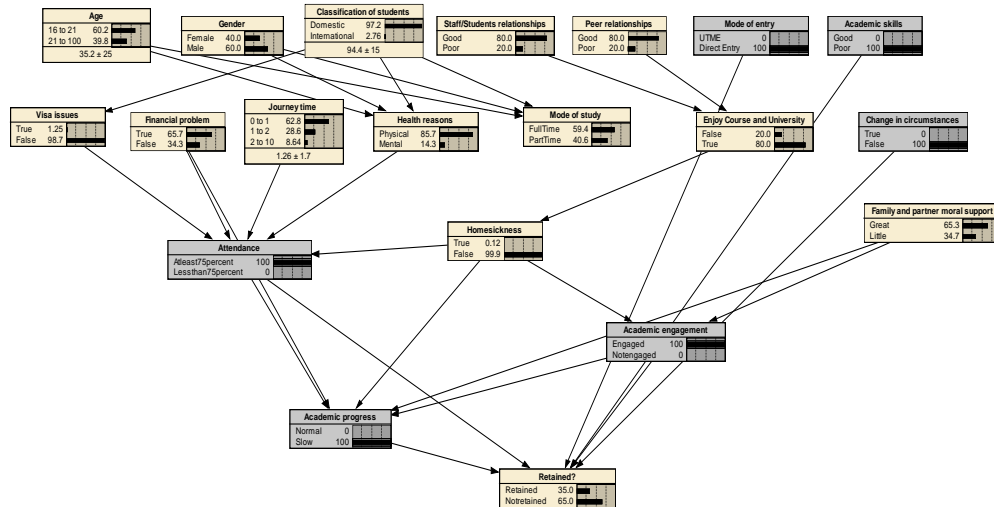 Age
16 to 21 60.2
21 to 100 39.8
35.2 ± 25
Gender
Female 40.0
Male 60.0
Classification of students
Domestic 97.2
International 2.76
94.4 ± 15
Staff/Students relationships
Good 80.0
Poor 20.0
Peer relationships
Good 80.0
Poor 20.0
Mode of entry
UTME 0
Direct Entry 100
Academic skills
Good 0
Poor 100
Visa issues
True 1.25
False 98.7
Financial problem
True 65.7
False 34.3
Journey time
0 to 1 62.8
1 to 2 28.6
2 to 10 8.64
1.26 ± 1.7
Health reasons
Physical 85.7
Mental 14.3
Mode of study
FullTime 59.4
PartTime 40.6
Enjoy Course and University
False 20.0
True 80.0
Change in circumstances
True 0
False 100
Family and partner moral support
Great 65.3
Little 34.7
Attendance
Atleast75percent 100
Lessthan75percent 0
Homesickness
True 0.12
False 99.9
Academic engagement
Engaged 100
Notengaged 0
Academic progress
Normal 0
Slow 100
Retained?
Retained 35.0
Notretained 65.0